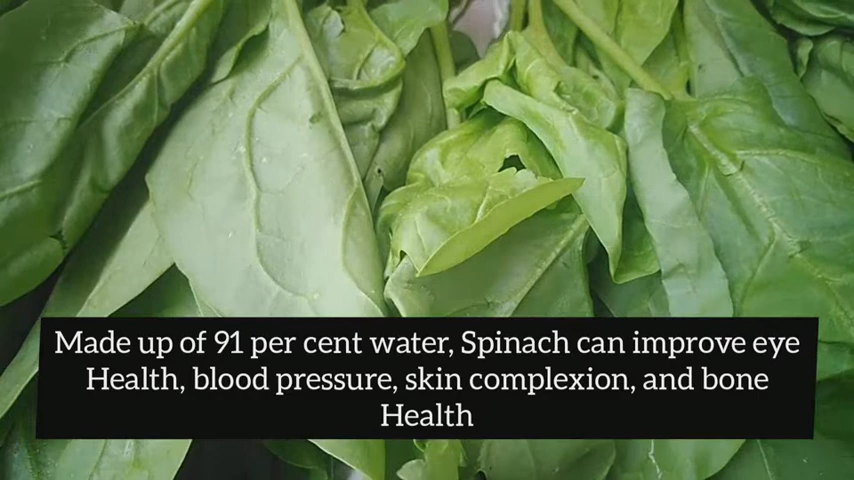 Made up of 91 per cent water, Spinach can improve eye
Health, blood pressure, skin complexion, and bone
Health